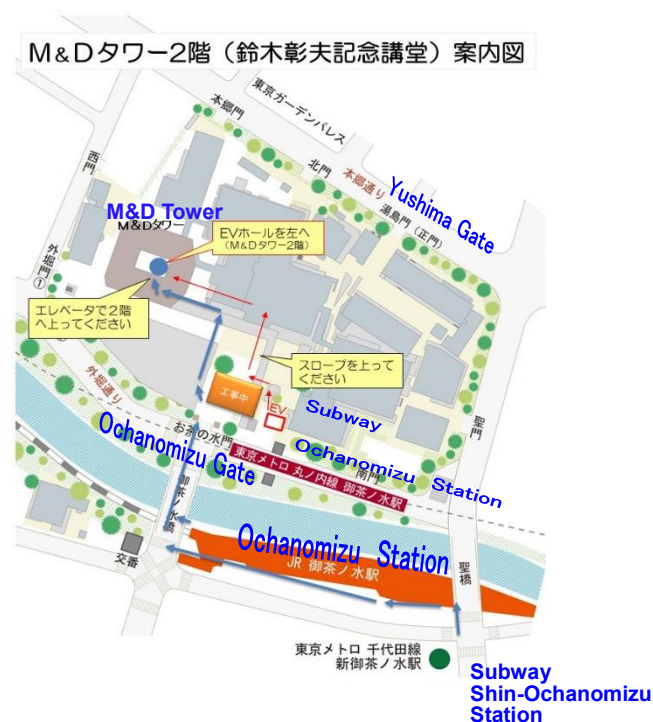 M&Dタワー2階（鈴木彰夫記念講堂）案内図
東京ガーデンパレス
本郷門
北門
本郷通り
Yushima Gate
湯島門（正門）
西門
M&D Tower
M&Dタワー
EVホールを左へ
（M&Dタワー2階）
外堀門
①
エレベータで2階
へ上ってください
スロープを上って
ください
工事中
EV
外堀通り
お茶の水門
Ochanomizu Gate
Subway
Ochanomizu Station
聖門
南門
東京メトロ 丸ノ内線 御茶ノ水駅
御茶ノ水橋
Ochanomizu Station
JR 御茶ノ水駅
交番
聖橋
東京メトロ 千代田線
新御茶ノ水駅
Subway
Shin-Ochanomizu
Station